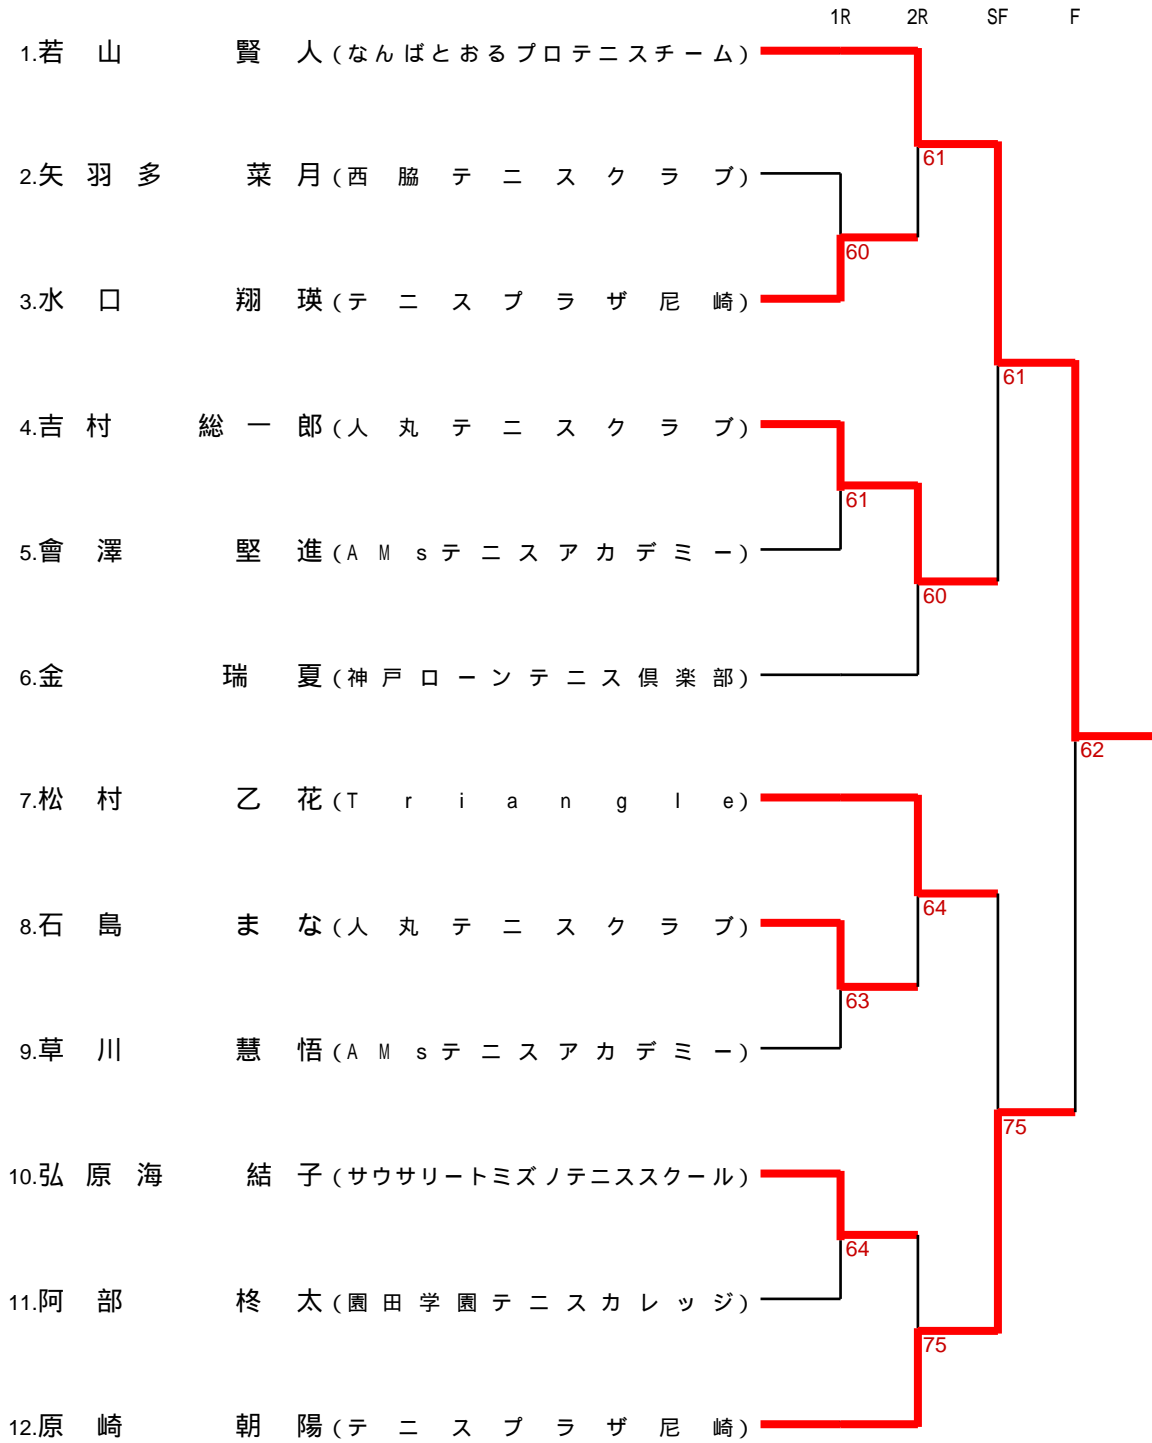 1R 2R SF F
1.若山 賢人(なんばとおるプロテニスチーム)
61
2.矢羽多 菜月(西脇テニスクラブ)
60
3.水口 翔瑛(テニスプラザ尼崎)
61
4.吉村 総一郎(人丸テニスクラブ)
61
5.會澤 堅進(AMsテニスアカデミー)
60
6.金 瑞夏(神戸ローンテニス倶楽部)
62
7.松村 乙花(Triangle)
64
8.石島 まな(人丸テニスクラブ)
63
9.草川 慧悟(AMsテニスアカデミー)
75
10.弘原海 結子(サウサリートミズノテニススクール)
64
11.阿部 柊太(園田学園テニスカレッジ)
75
12.原崎 朝陽(テニスプラザ尼崎)